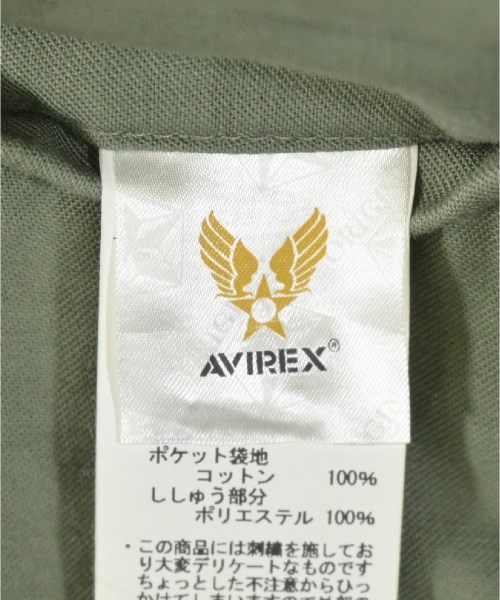 AVIREX®
ポケット袋地
コットン 100%
ししゅう部分
ポリエステル 100%
・この商品には刺繍を施してお
り大変デリケートなものです
ちょっとした不注意からひっ